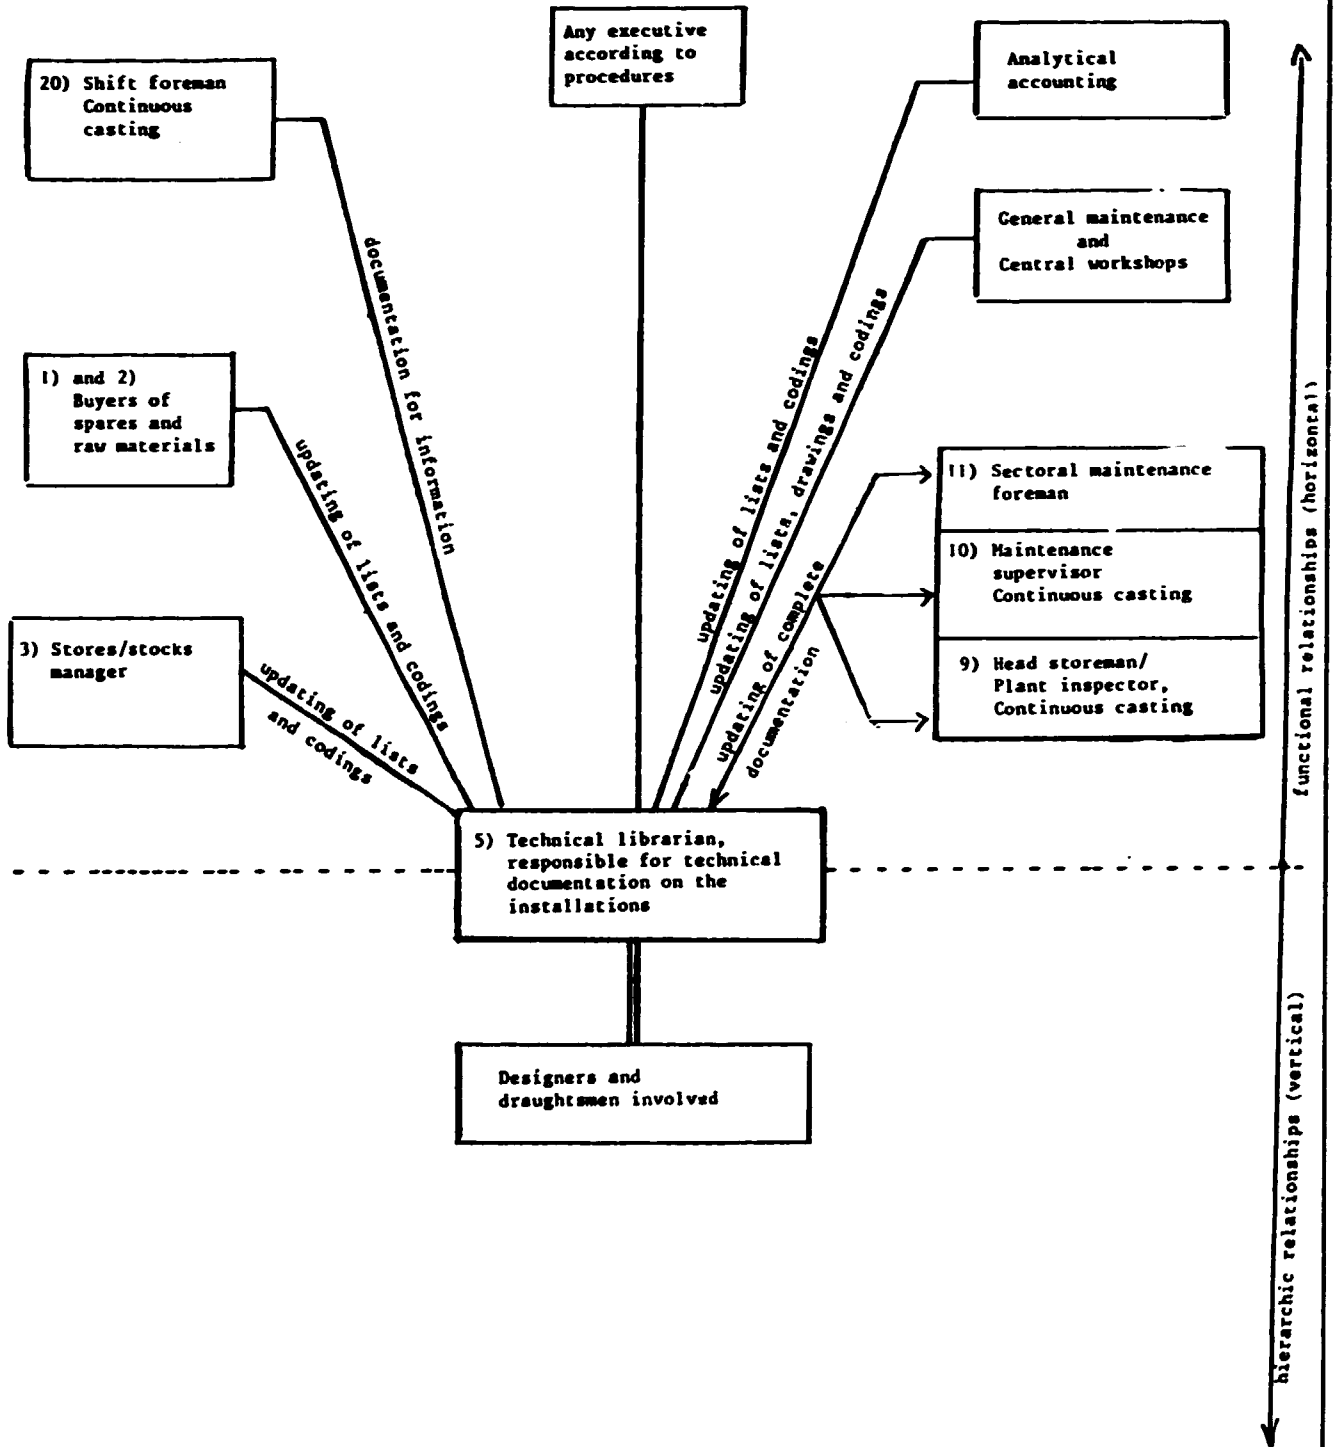 Any executive
according to
procedures
20) Shift foreman
Continuous
casting
Analytical
accounting
General maintenance
and
Central workshops
1) and 2)
Buyers of
spares and
raw materials
3) Stores/stocks
manager
documentation for information
updating of lists and codings
updating of lists
and codings
updating of lists and codings
updating of lists, drawings and codings
updating of complete
documentation
11) Sectoral maintenance
foreman
10) Maintenance
supervisor
Continuous casting
9) Head storeman/
Plant inspector,
Continuous casting
5) Technical librarian,
responsible for technical
documentation on the
installations
Designers and
draughtsmen involved
functional relationships (horizontal)
hierarchic relationships (vertical)